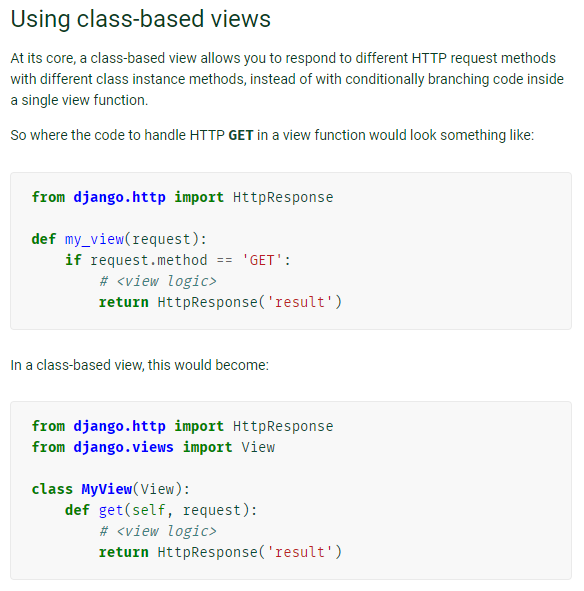 Using class-based views
At its core, a class-based view allows you to respond to different HTTP request methods
with different class instance methods, instead of with conditionally branching code inside
a single view function.
So where the code to handle HTTP GET in a view function would look something like:
from django.http import HttpResponse
def my_view(request):
    if request.method == 'GET':
        # <view logic>
        return HttpResponse('result')
In a class-based view, this would become:
from django.http import HttpResponse
from django.views import View
class MyView(View):
    def get(self, request):
        # <view logic>
        return HttpResponse('result')